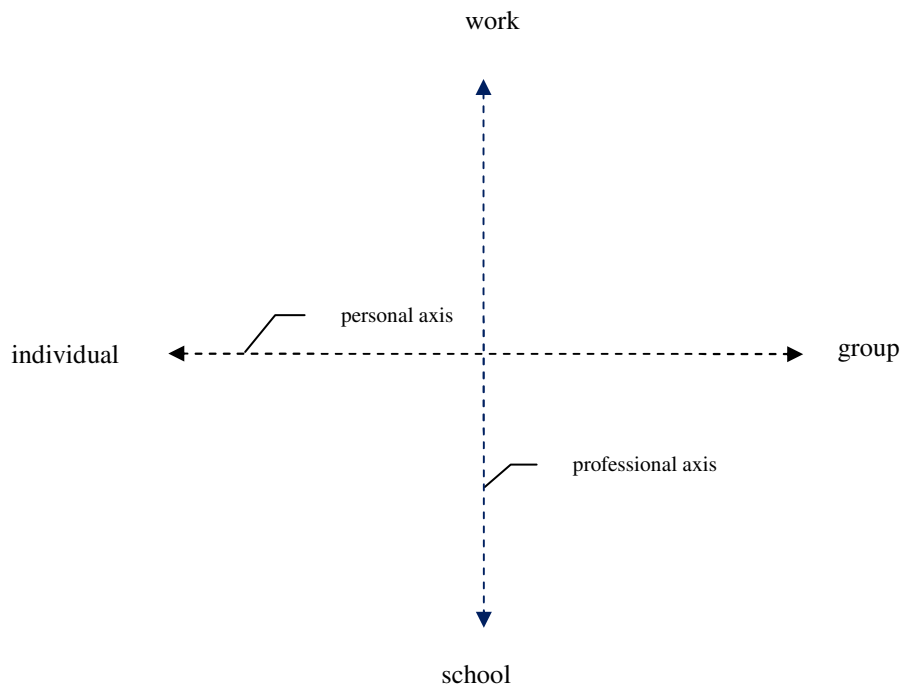 work
personal axis
individual
group
professional axis
school